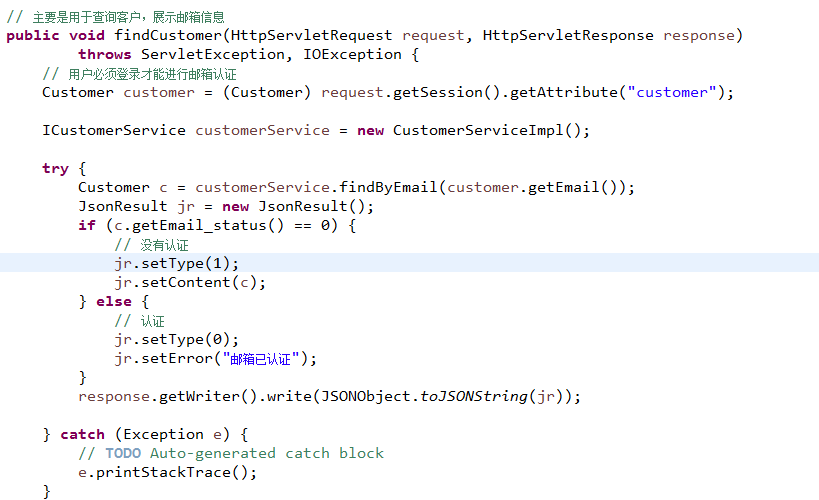 // 主要是用于查询客户，展示邮箱信息
public void findCustomer(HttpServletRequest request, HttpServletResponse response)
        throws ServletException, IOException {
    // 用户必须登录才能进行邮箱认证
    Customer customer = (Customer) request.getSession().getAttribute("customer");
    ICustomerService customerService = new CustomerServiceImpl();
    try {
        Customer c = customerService.findByEmail(customer.getEmail());
        JsonResult jr = new JsonResult();
        if (c.getEmail_status() == 0) {
            // 没有认证
            jr.setType(1);
            jr.setContent(c);
        } else {
            // 认证
            jr.setType(0);
            jr.setError("邮箱已认证");
        }
        response.getWriter().write(JSONObject.toJSONString(jr));
    } catch (Exception e) {
        // TODO Auto-generated catch block
        e.printStackTrace();
    }